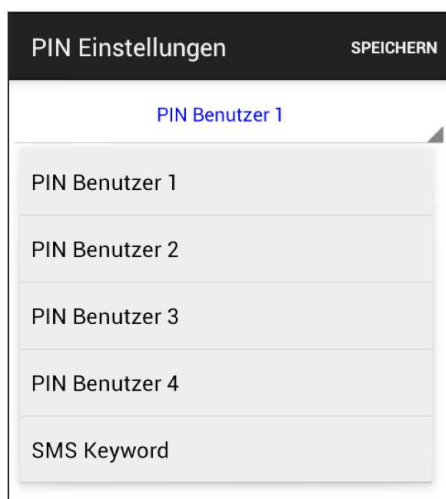 PIN Einstellungen SPEICHERN
PIN Benutzer 1
PIN Benutzer 1
PIN Benutzer 2
PIN Benutzer 3
PIN Benutzer 4
SMS Keyword